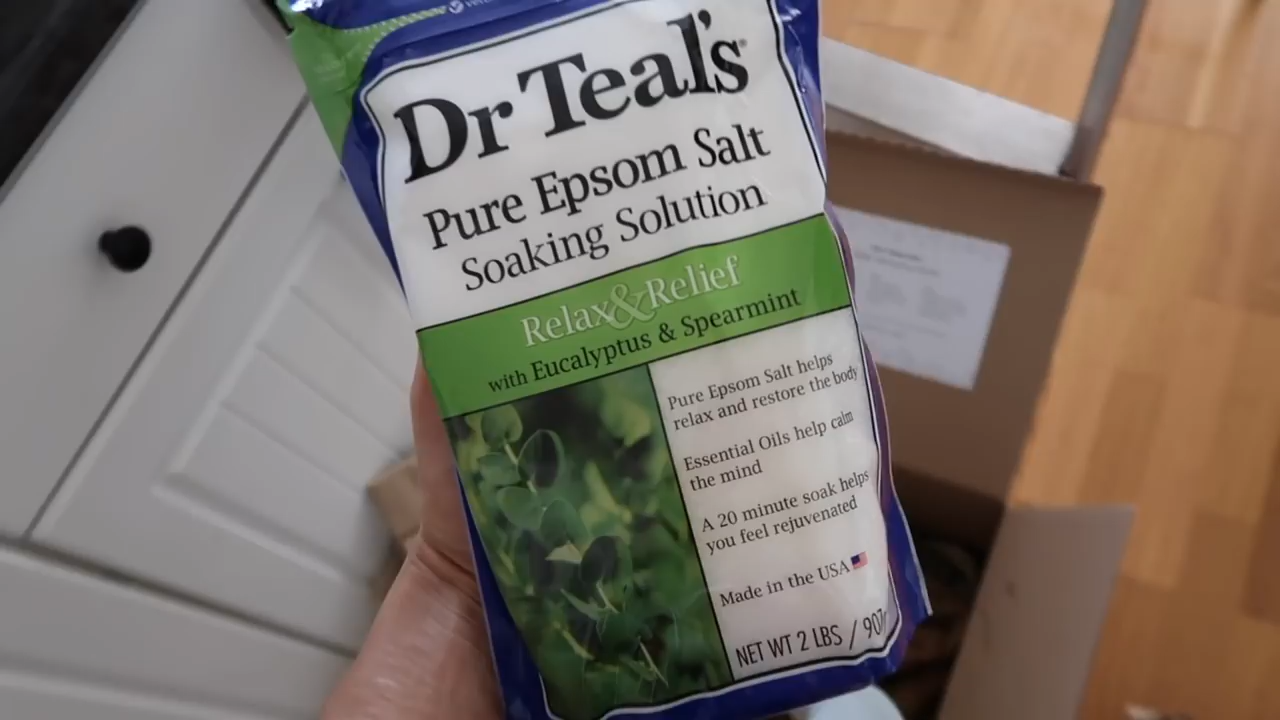 Dr Teal's
Pure Epsom Salt
Soaking Solution
Relax & Relief
with Eucalyptus & Spearmint
Pure Epsom Salt helps
relax and restore the body
Essential Oils help calm
the mind
A 20 minute soak helps
you feel rejuvenated
Made in the USA
NET WT 2 LBS / 907